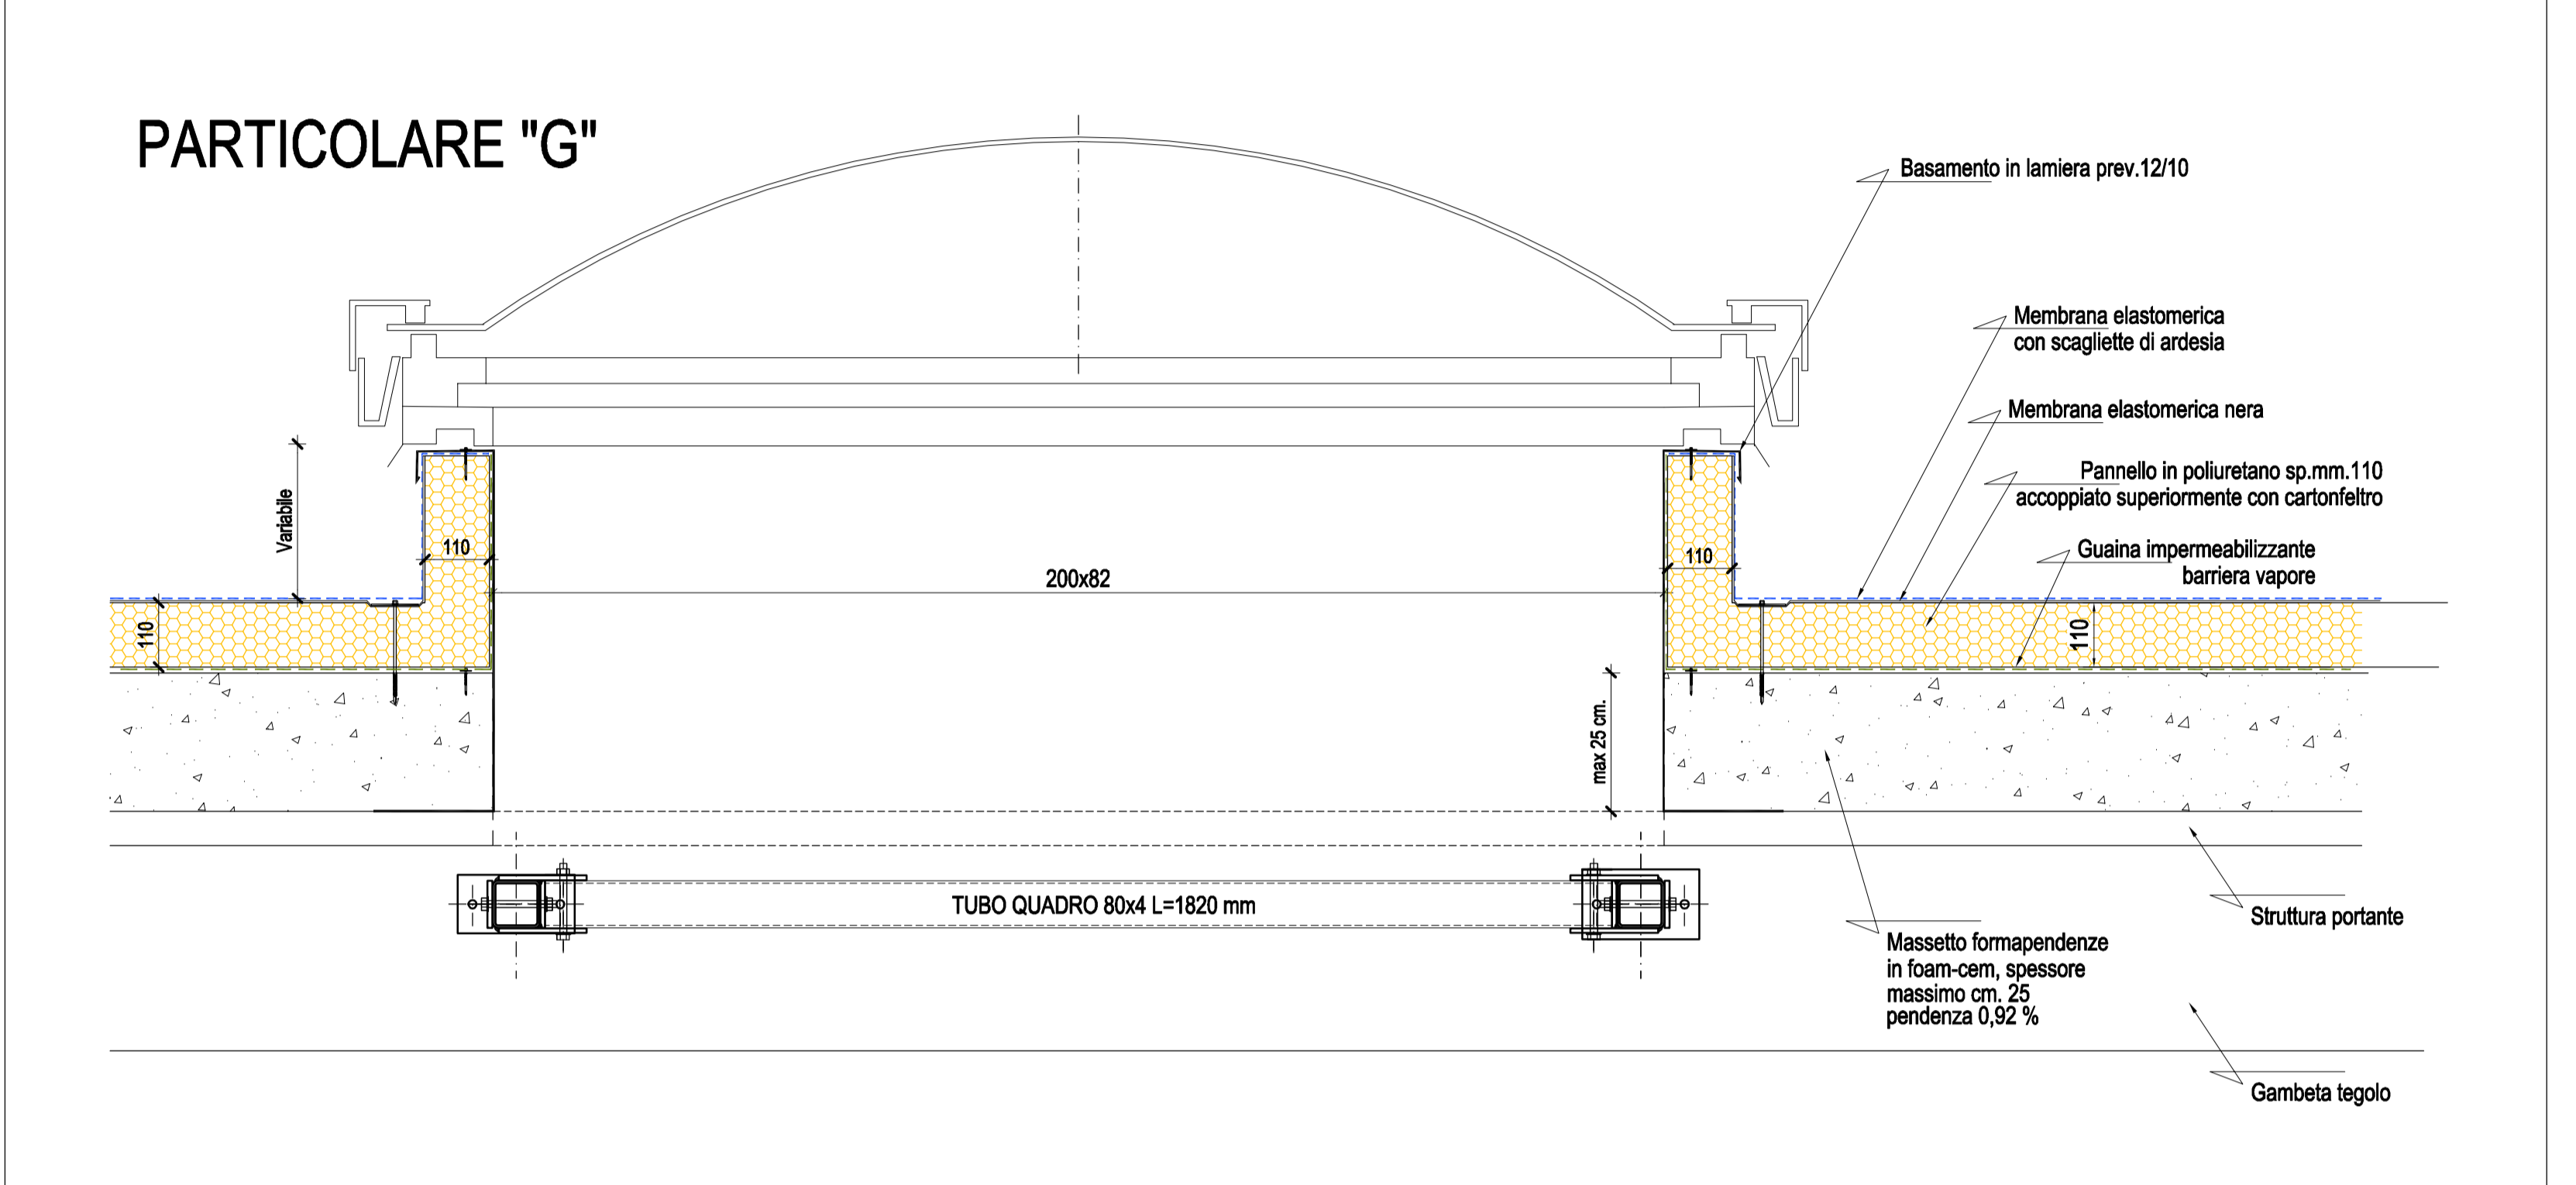 PARTICOLARE "G"
Basamento in lamiera prev.12/10
Membrana elastomerica
con scagliette di ardesia
Membrana elastomerica nera
Pannello in poliuretano sp.mm.110
accoppiato superiormente con cartonfeltro
Guaina impermeabilizzante
barriera vapore
Variabile
110
110
200x82
110
110
max 25 cm.
TUBO QUADRO 80x4 L=1820 mm
Struttura portante
Massetto formapendenze
in foam-cem, spessore
massimo cm. 25
pendenza 0,92 %
Gambeta tegolo